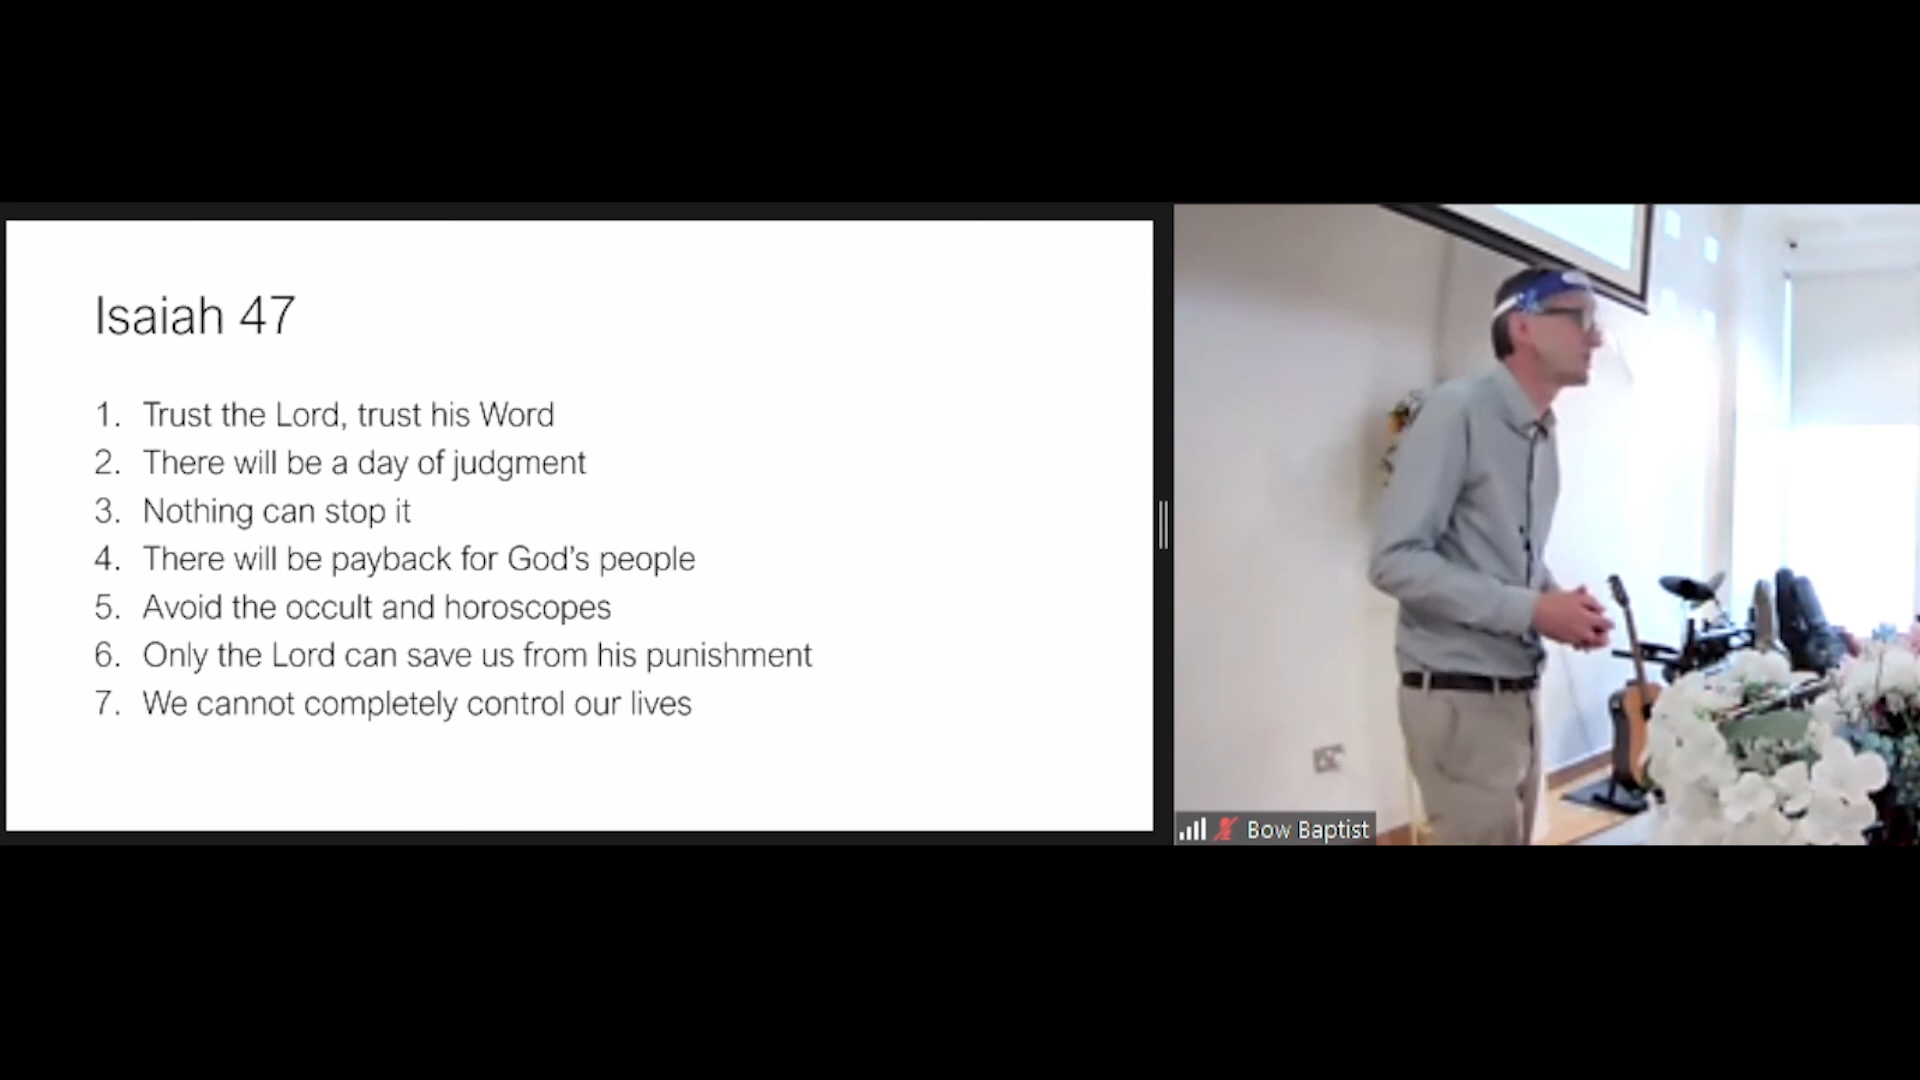 Isaiah 47
1. Trust the Lord, trust his Word
2. There will be a day of judgment
3. Nothing can stop it
4. There will be payback for God's people
5. Avoid the occult and horoscopes
6. Only the Lord can save us from his punishment
7. We cannot completely control our lives
Bow Baptist